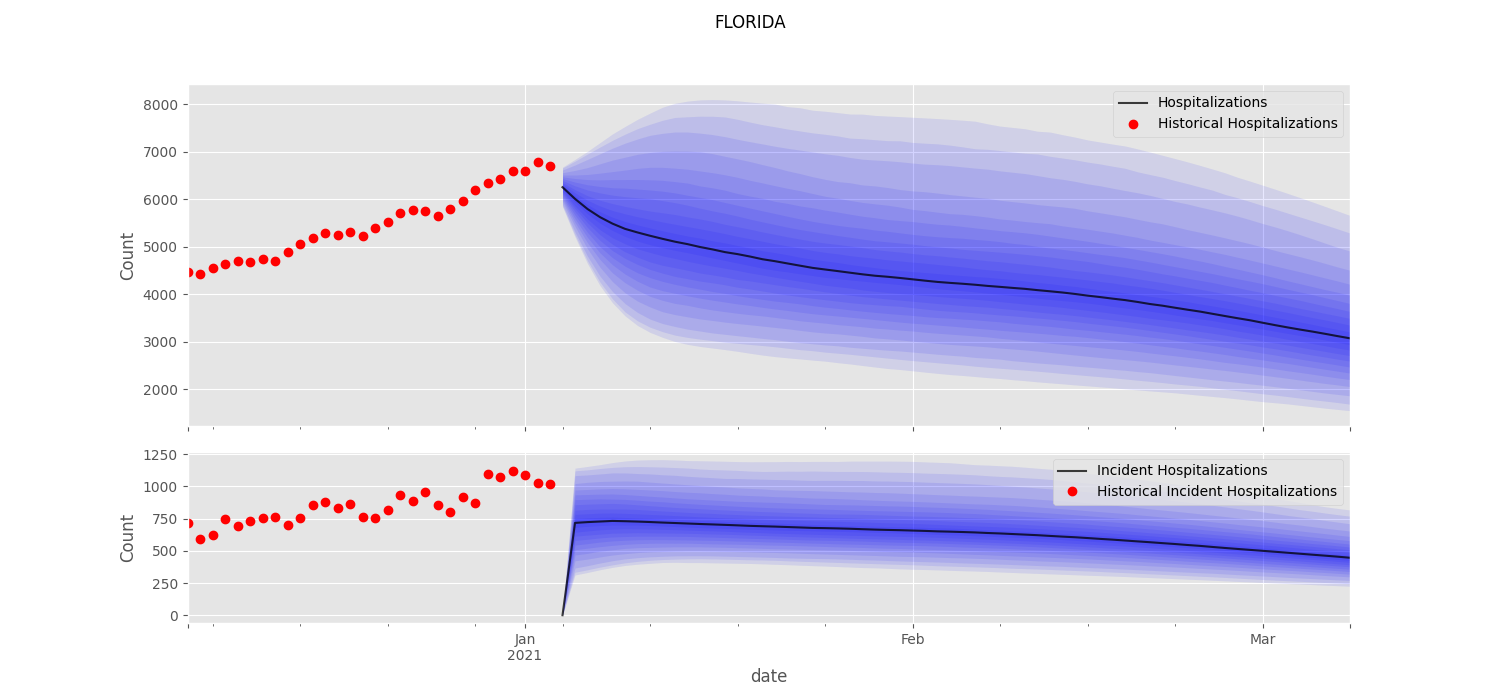 FLORIDA
8000
7000
6000
5000
4000
3000
2000
Count
Hospitalizations
Historical Hospitalizations
1250
1000
750
500
250
0
Count
Incident Hospitalizations
Historical Incident Hospitalizations
Jan
2021
Feb
Mar
date